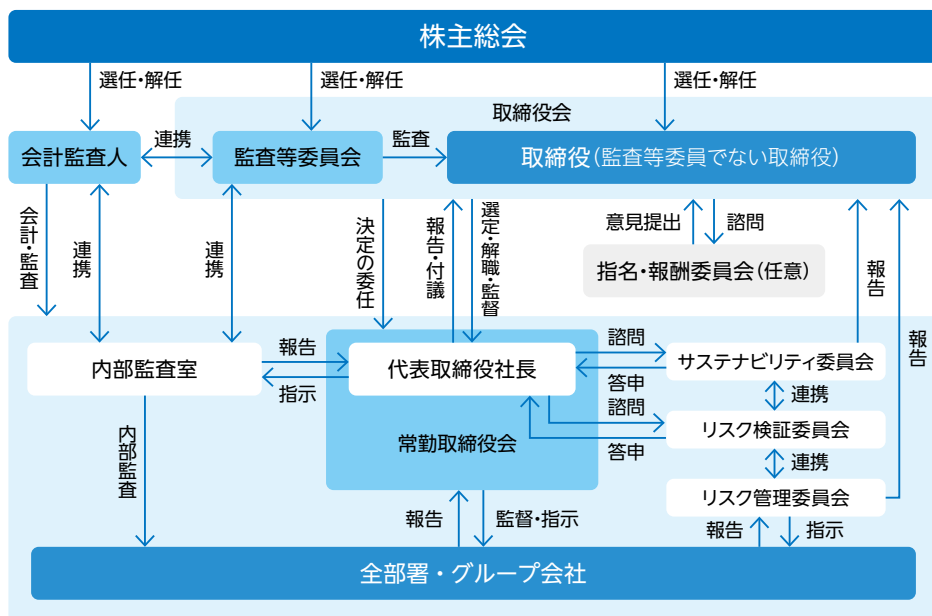 株主総会
選任・解任
選任・解任
選任・解任
取締役会
会計監査人
連携
監査等委員会
監査
取締役(監査等委員でない取締役)
会計・監査
連携
連携
決定の委任
報告・付議
選定・解職・監督
意見提出
諮問
指名・報酬委員会(任意)
報告
報告
内部監査室
報告
指示
代表取締役社長
諮問
答申
サステナビリティ委員会
連携
諮問
答申
リスク検証委員会
常勤取締役会
連携
リスク管理委員会
内部監査
報告
監督・指示
報告
指示
全部署・グループ会社